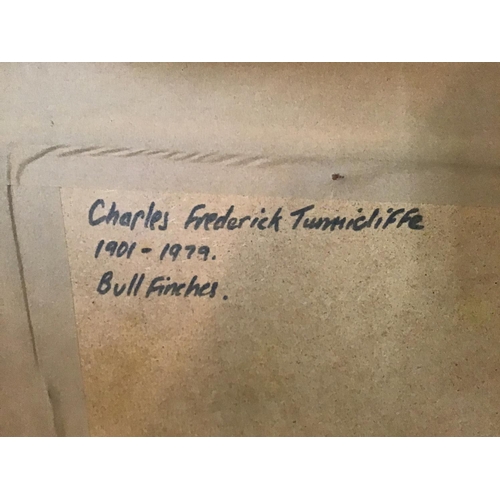 Charles Frederick Tunnicliffe
1901 - 1979.
Bull Finches.